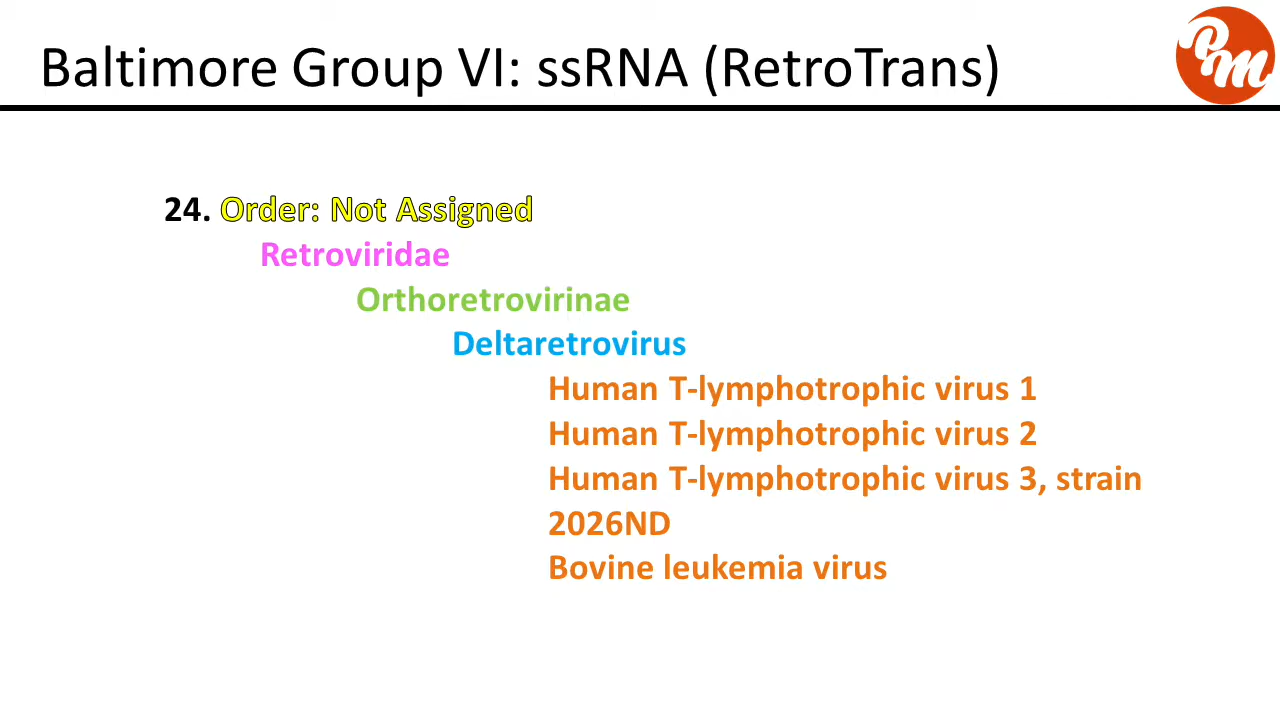 Baltimore Group VI: ssRNA (RetroTrans)
PM
24. Order: Not Assigned
Retroviridae
Orthoretrovirinae
Deltaretrovirus
Human T-lymphotrophic virus 1
Human T-lymphotrophic virus 2
Human T-lymphotrophic virus 3, strain
2026ND
Bovine leukemia virus